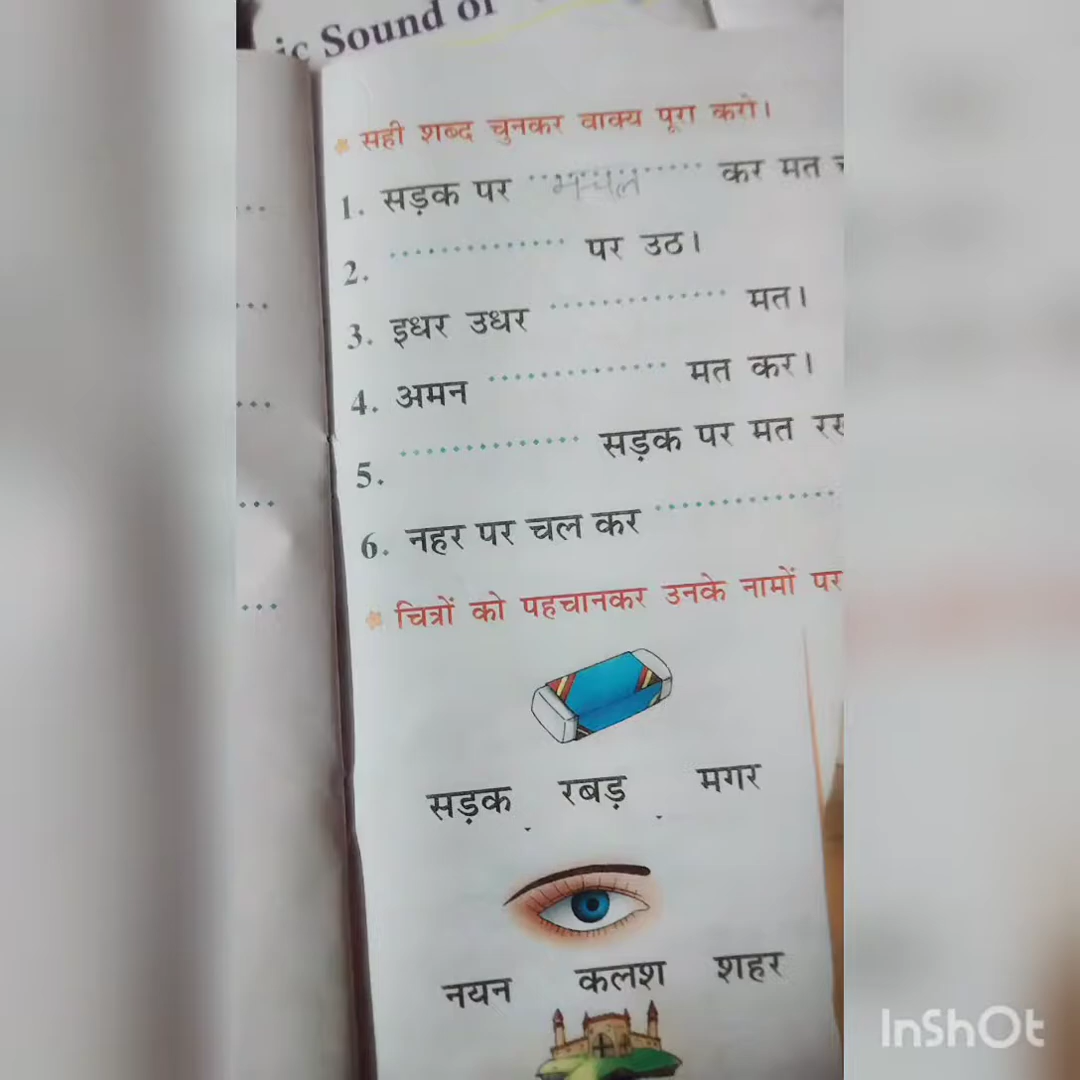 ic Sound of
सही शब्द चुनकर वाक्य पूरा करो।
1. सड़क पर मचल कर मत
2. ............... पर उठ।
3. इधर उधर ............... मत।
4. अमन ............... मत कर।
5. ............... सड़क पर मत
6. नहर पर चल कर ...............
चित्रों को पहचानकर उनके नामों पर
सड़क रबड़ मगर
नयन कलश शहर
InShOt